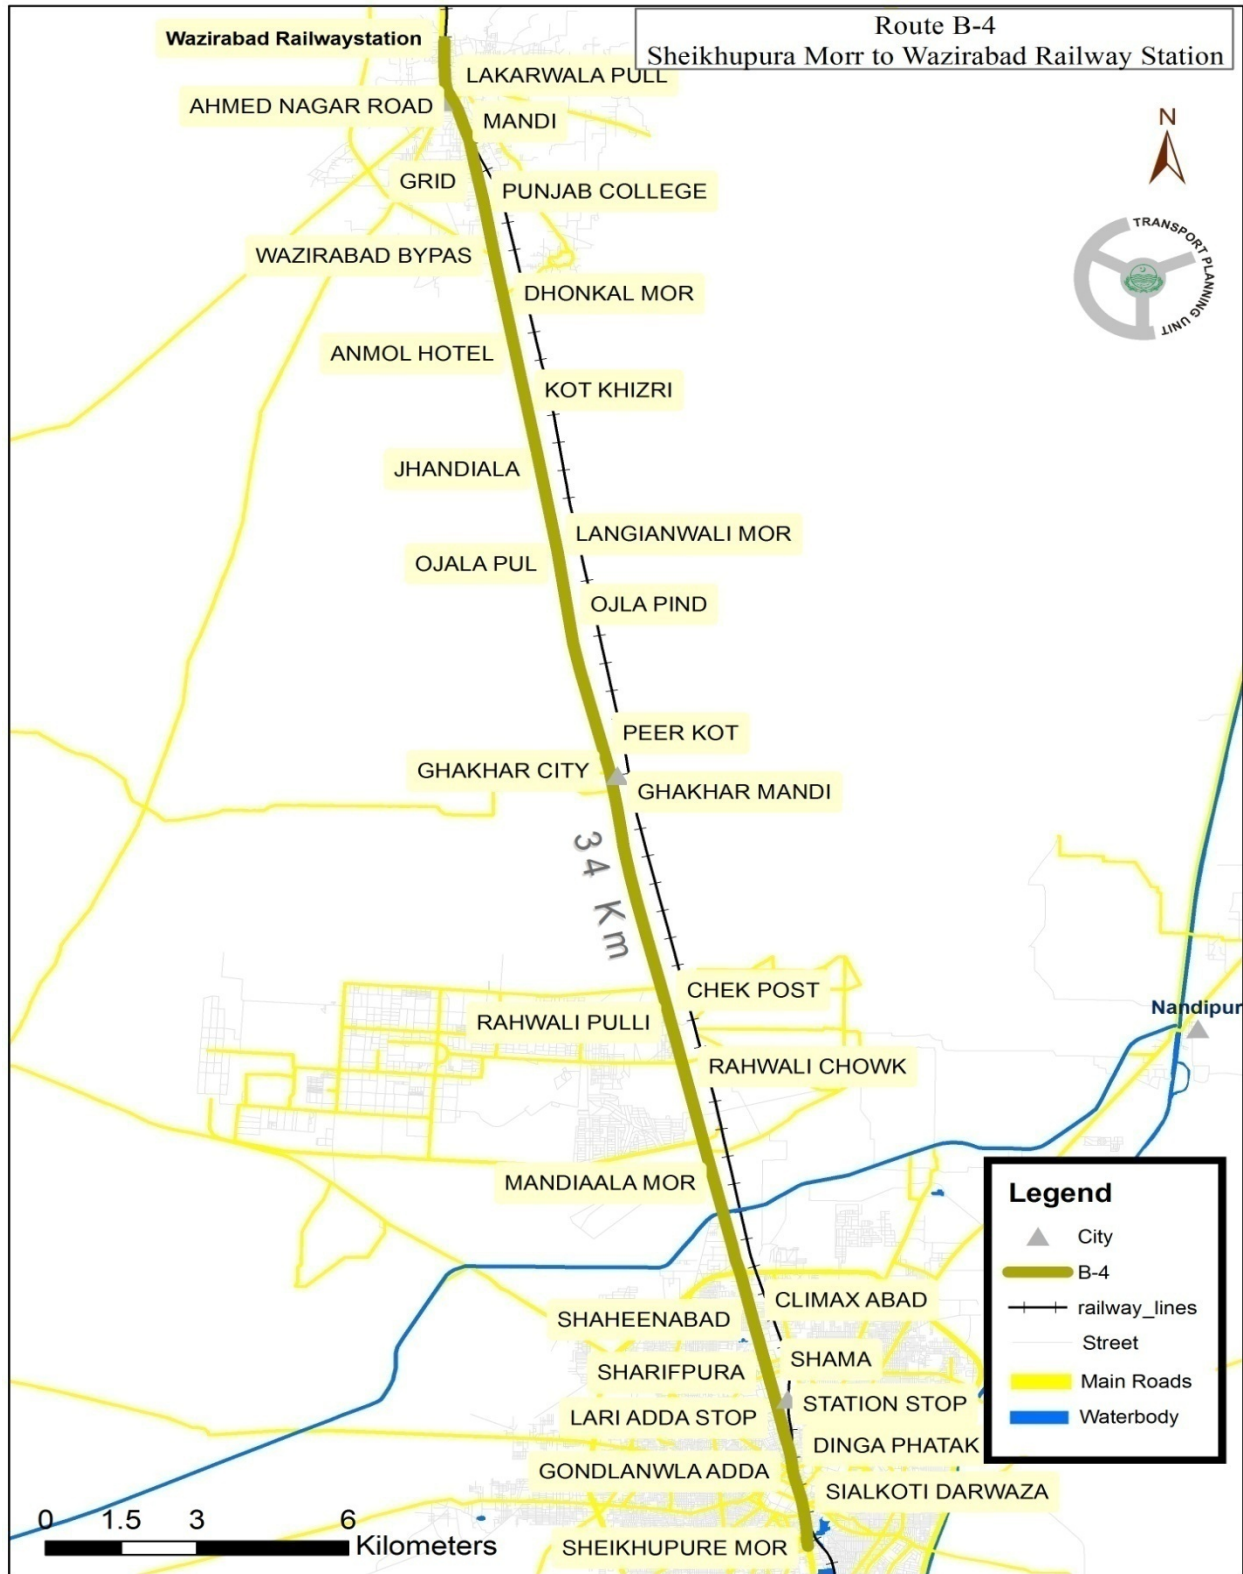 Route B-4
Sheikhupura Morr to Wazirabad Railway Station
Wazirabad Railwaystation
LAKARWALA PULL
AHMED NAGAR ROAD
MANDI
N
GRID
PUNJAB COLLEGE
TRANSPORT PLANNING UNIT
WAZIRABAD BYPAS
DHONKAL MOR
ANMOL HOTEL
KOT KHIZRI
JHANDIALA
LANGIANWALI MOR
OJALA PUL
OJLA PIND
PEER KOT
GHAKHAR CITY
GHAKHAR MANDI
34 Km
CHEK POST
Nandipur
RAHWALI PULLI
RAHWALI CHOWK
MANDIAALA MOR
CLIMAX ABAD
SHAHEENABAD
SHAMA
SHARIFPURA
STATION STOP
LARI ADDA STOP
DINGA PHATAK
GONDLANWLA ADDA
SIALKOTI DARWAZA
SHEIKHUPURE MOR
Legend
City
B-4
railway_lines
Street
Main Roads
Waterbody
0 1.5 3 6
Kilometers